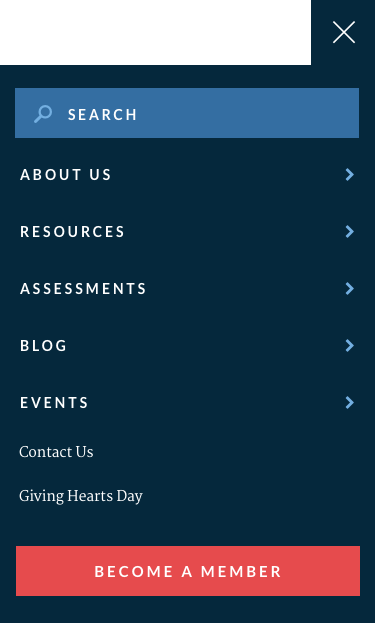 SEARCH
ABOUT US
RESOURCES
ASSESSMENTS
BLOG
EVENTS
Contact Us
Giving Hearts Day
BECOME A MEMBER